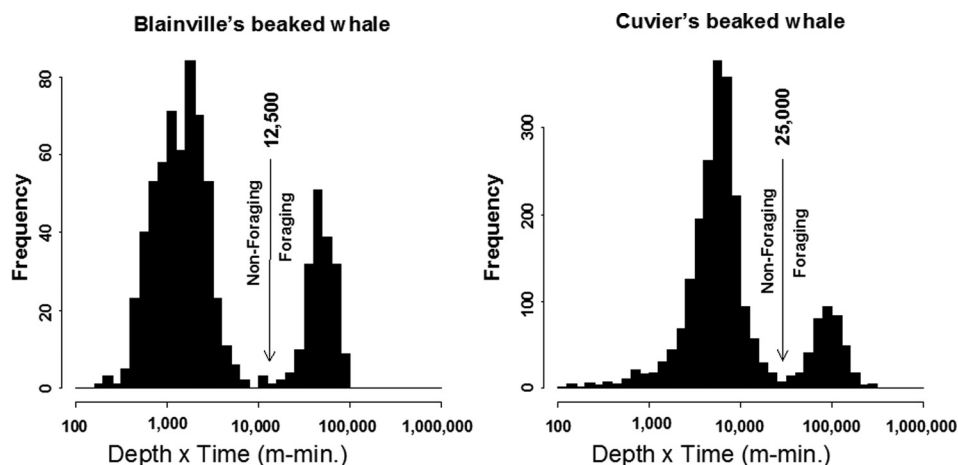 Blainville's beaked whale
Frequency
80
60
40
20
0
12,500
Non-Foraging
Foraging
100
1,000
10,000
100,000
1,000,000
Depth x Time (m-min.)
Cuvier's beaked whale
Frequency
300
200
100
0
25,000
Non-Foraging
Foraging
100
1,000
10,000
100,000
1,000,000
Depth x Time (m-min.)